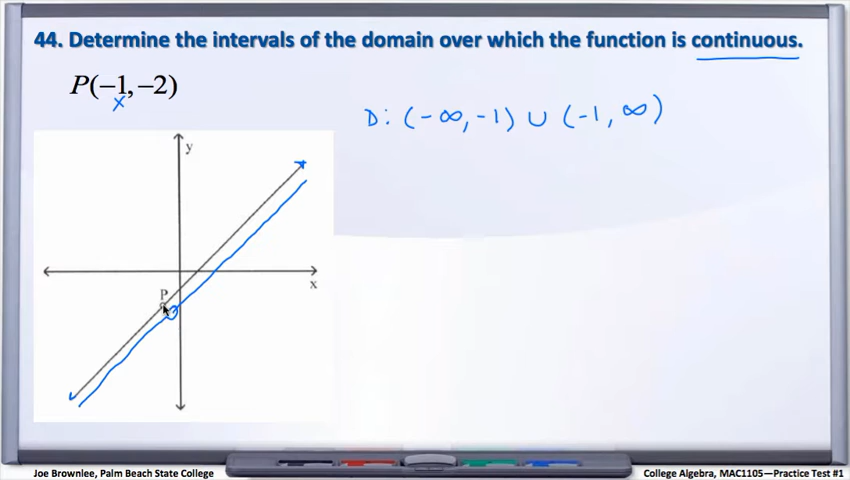 44. Determine the intervals of the domain over which the function is continuous.
P(−1,−2)
x
D: (-∞, -1) ∪ (-1, ∞)
y
P
x
Joe Brownlee, Palm Beach State College
College Algebra, MAC1105—Practice Test #1